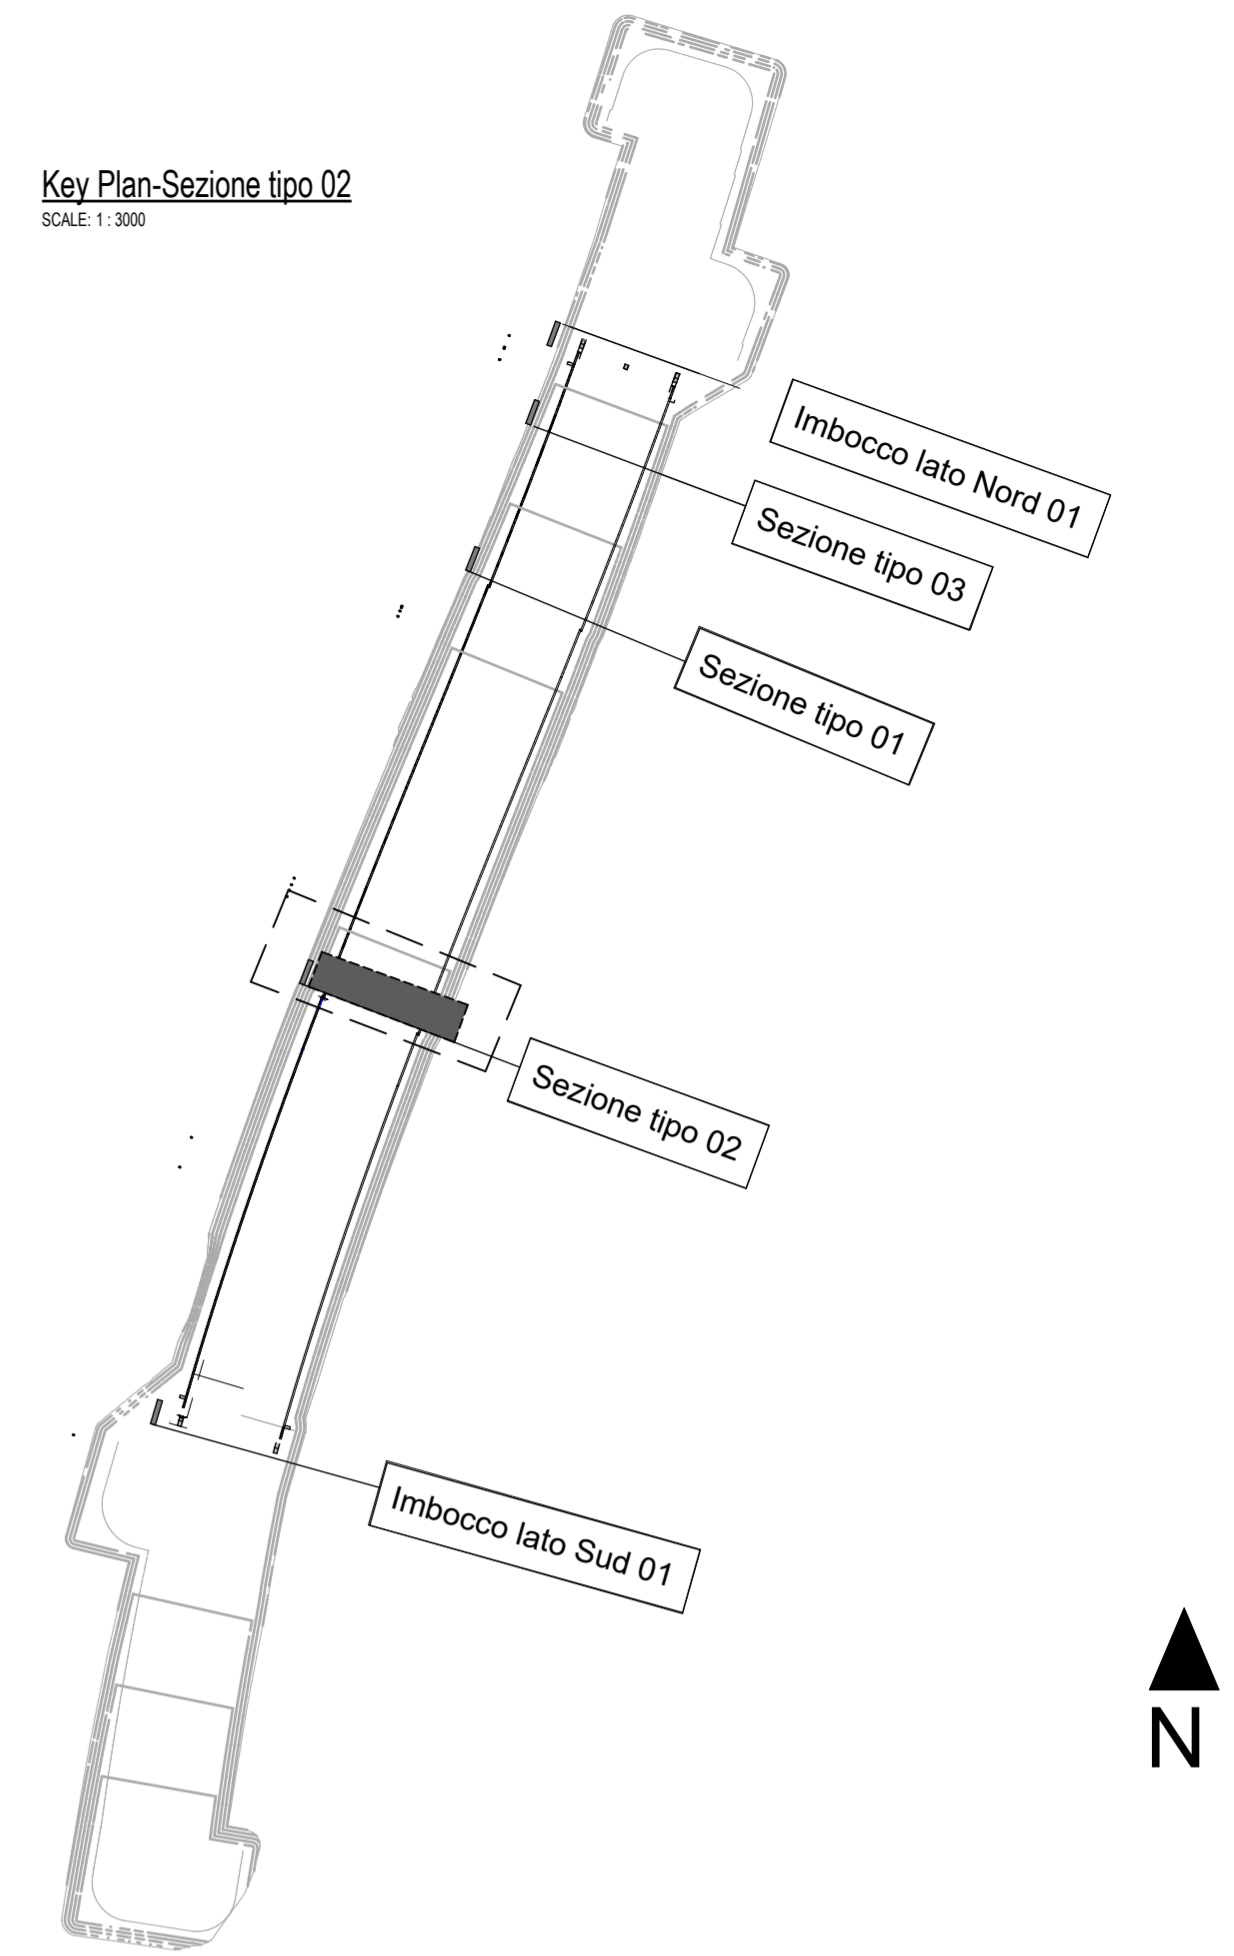 Key Plan-Sezione tipo 02
SCALE: 1 : 3000
Imbocco lato Nord 01
Sezione tipo 03
Sezione tipo 01
Sezione tipo 02
Imbocco lato Sud 01
N